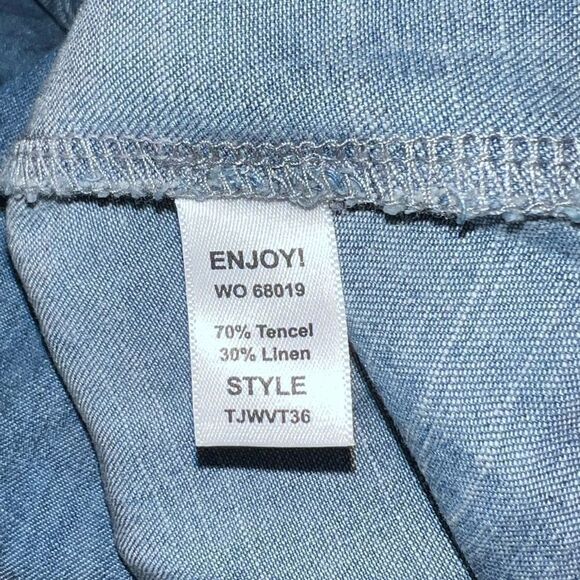 ENJOY!
WO 68019
70% Tencel
30% Linen
STYLE
TJWVT36